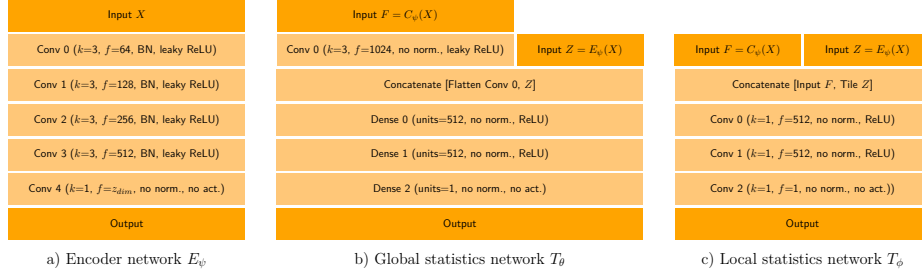 Input X
Conv 0 (k=3, f=64, BN, leaky ReLU)
Conv 1 (k=3, f=128, BN, leaky ReLU)
Conv 2 (k=3, f=256, BN, leaky ReLU)
Conv 3 (k=3, f=512, BN, leaky ReLU)
Conv 4 (k=1, f=z_dim, no norm., no act.)
Output
a) Encoder network E_ψ
Input F = C_ψ(X)
Conv 0 (k=3, f=1024, no norm., leaky ReLU)
Input Z = E_ψ(X)
Concatenate [Flatten Conv 0, Z]
Dense 0 (units=512, no norm., ReLU)
Dense 1 (units=512, no norm., ReLU)
Dense 2 (units=1, no norm., no act.)
Output
b) Global statistics network T_θ
Input F = C_ψ(X)
Input Z = E_ψ(X)
Concatenate [Input F, Tile Z]
Conv 0 (k=1, f=512, no norm., ReLU)
Conv 1 (k=1, f=512, no norm., ReLU)
Conv 2 (k=1, f=1, no norm., no act.))
Output
c) Local statistics network T_ϕ